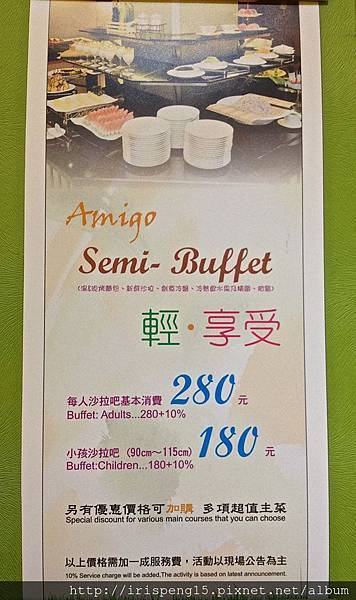 Amigo
Semi- Buffet
輕·享受
每人沙拉吧基本消費 280元
Buffet: Adults...280+10%
小孩沙拉吧 (90cm~115cm) 180 元
Buffet:Children...180+10%
另有優惠價格可加購 多項超值主菜
Special discount for various main courses that you can choose
以上價格需加一成服務費，活動以現場公告為主
10% Service charge will be added,The activity is based on latest announcement.
http://irispeng15.pixnet.net/album